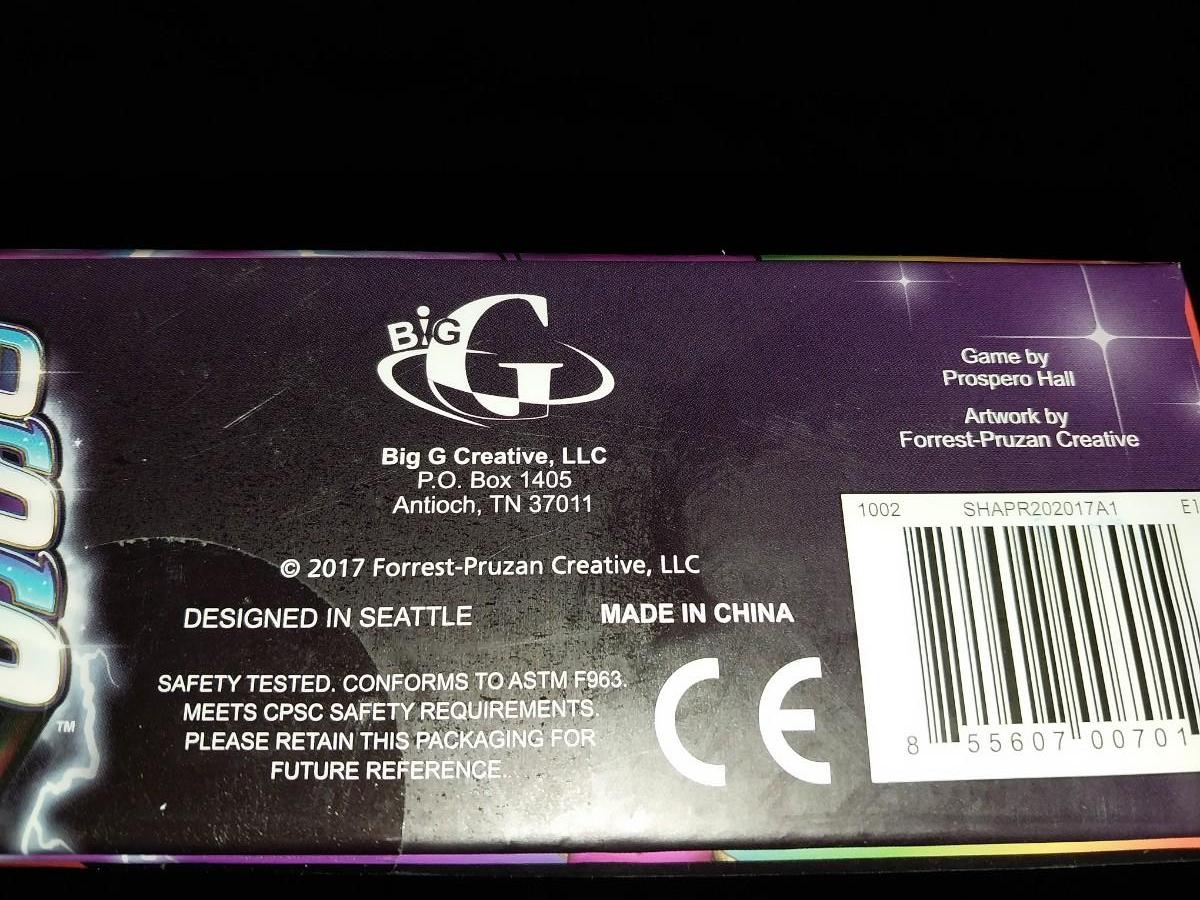 BiG
G
Big G Creative, LLC
P.O. Box 1405
Antioch, TN 37011
© 2017 Forrest-Pruzan Creative, LLC
DESIGNED IN SEATTLE
MADE IN CHINA
SAFETY TESTED. CONFORMS TO ASTM F963.
MEETS CPSC SAFETY REQUIREMENTS.
PLEASE RETAIN THIS PACKAGING FOR
FUTURE REFERENCE.
CE
Game by
Prospero Hall
Artwork by
Forrest-Pruzan Creative
1002 SHAPR202017A1
8 55607 00701
TM